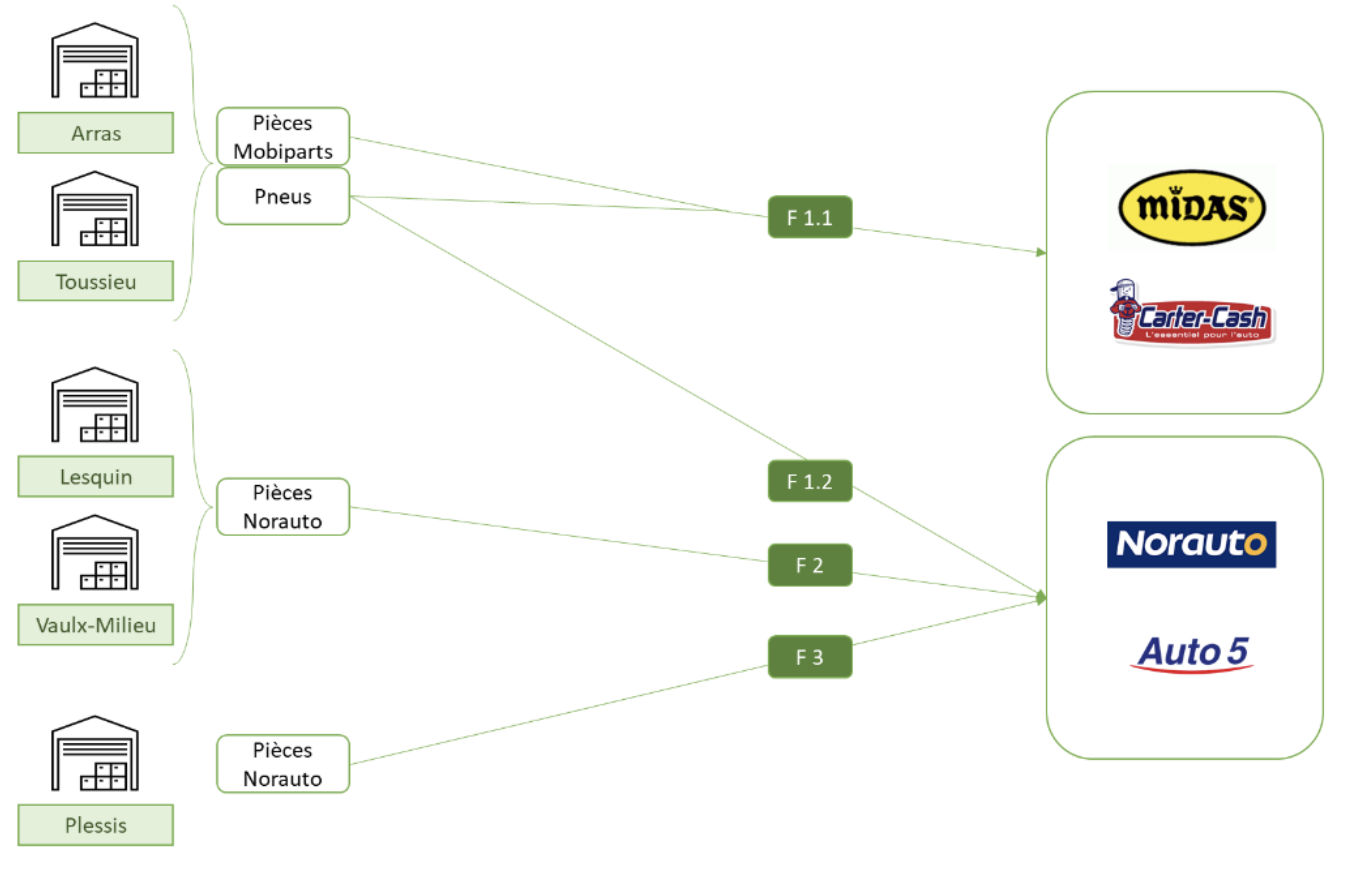 Arras
Pièces
Mobiparts
Pneus
Toussieu
F 1.1
MIDAS
Carter-Cash
L'essentiel pour l'auto
Lesquin
Pièces
Norauto
Vaulx-Milieu
F 1.2
F 2
F 3
Norauto
Auto 5
Pièces
Norauto
Plessis